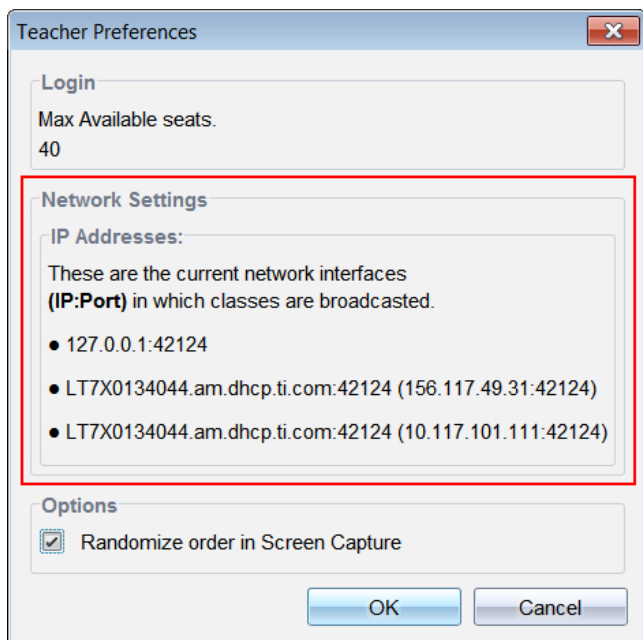 Teacher Preferences
Login
Max Available seats.
40
Network Settings
IP Addresses:
These are the current network interfaces
(IP:Port) in which classes are broadcasted.
● 127.0.0.1:42124
● LT7X0134044.am.dhcp.ti.com:42124 (156.117.49.31:42124)
● LT7X0134044.am.dhcp.ti.com:42124 (10.117.101.111:42124)
Options
Randomize order in Screen Capture
OK
Cancel